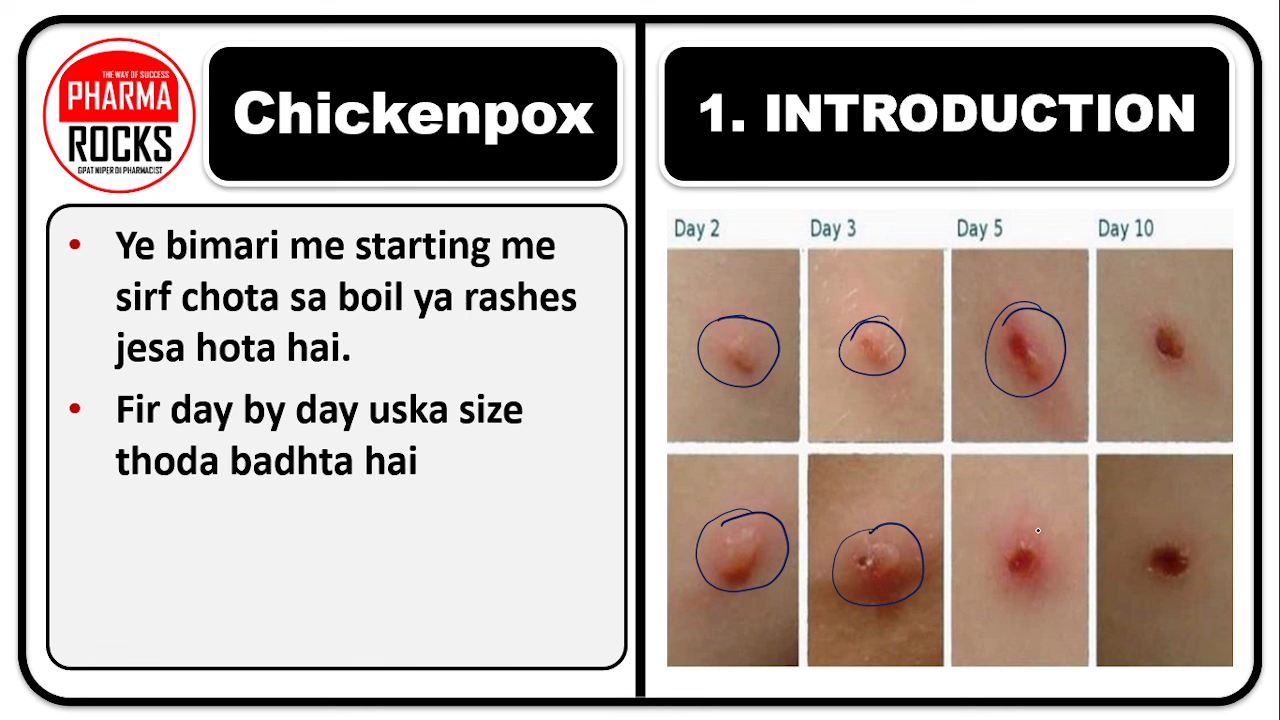 THE WAY OF SUCCESS
PHARMA
ROCKS
GPAT NIPER DI PHARMACIST
Chickenpox
• Ye bimari me starting me
sirf chota sa boil ya rashes
jesa hota hai.
• Fir day by day uska size
thoda badhta hai
1. INTRODUCTION
Day 2
Day 3
Day 5
Day 10